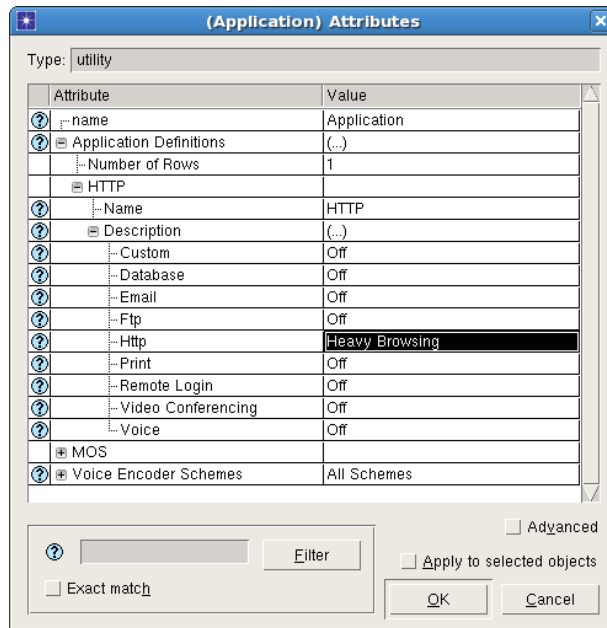 (Application) Attributes
Type: utility
Attribute Value
name Application
Application Definitions (...)
Number of Rows 1
HTTP
Name HTTP
Description (...)
Custom Off
Database Off
Email Off
Ftp Off
Http Heavy Browsing
Print Off
Remote Login Off
Video Conferencing Off
Voice Off
MOS
Voice Encoder Schemes All Schemes
Advanced
Filter
Apply to selected objects
Exact match
OK Cancel